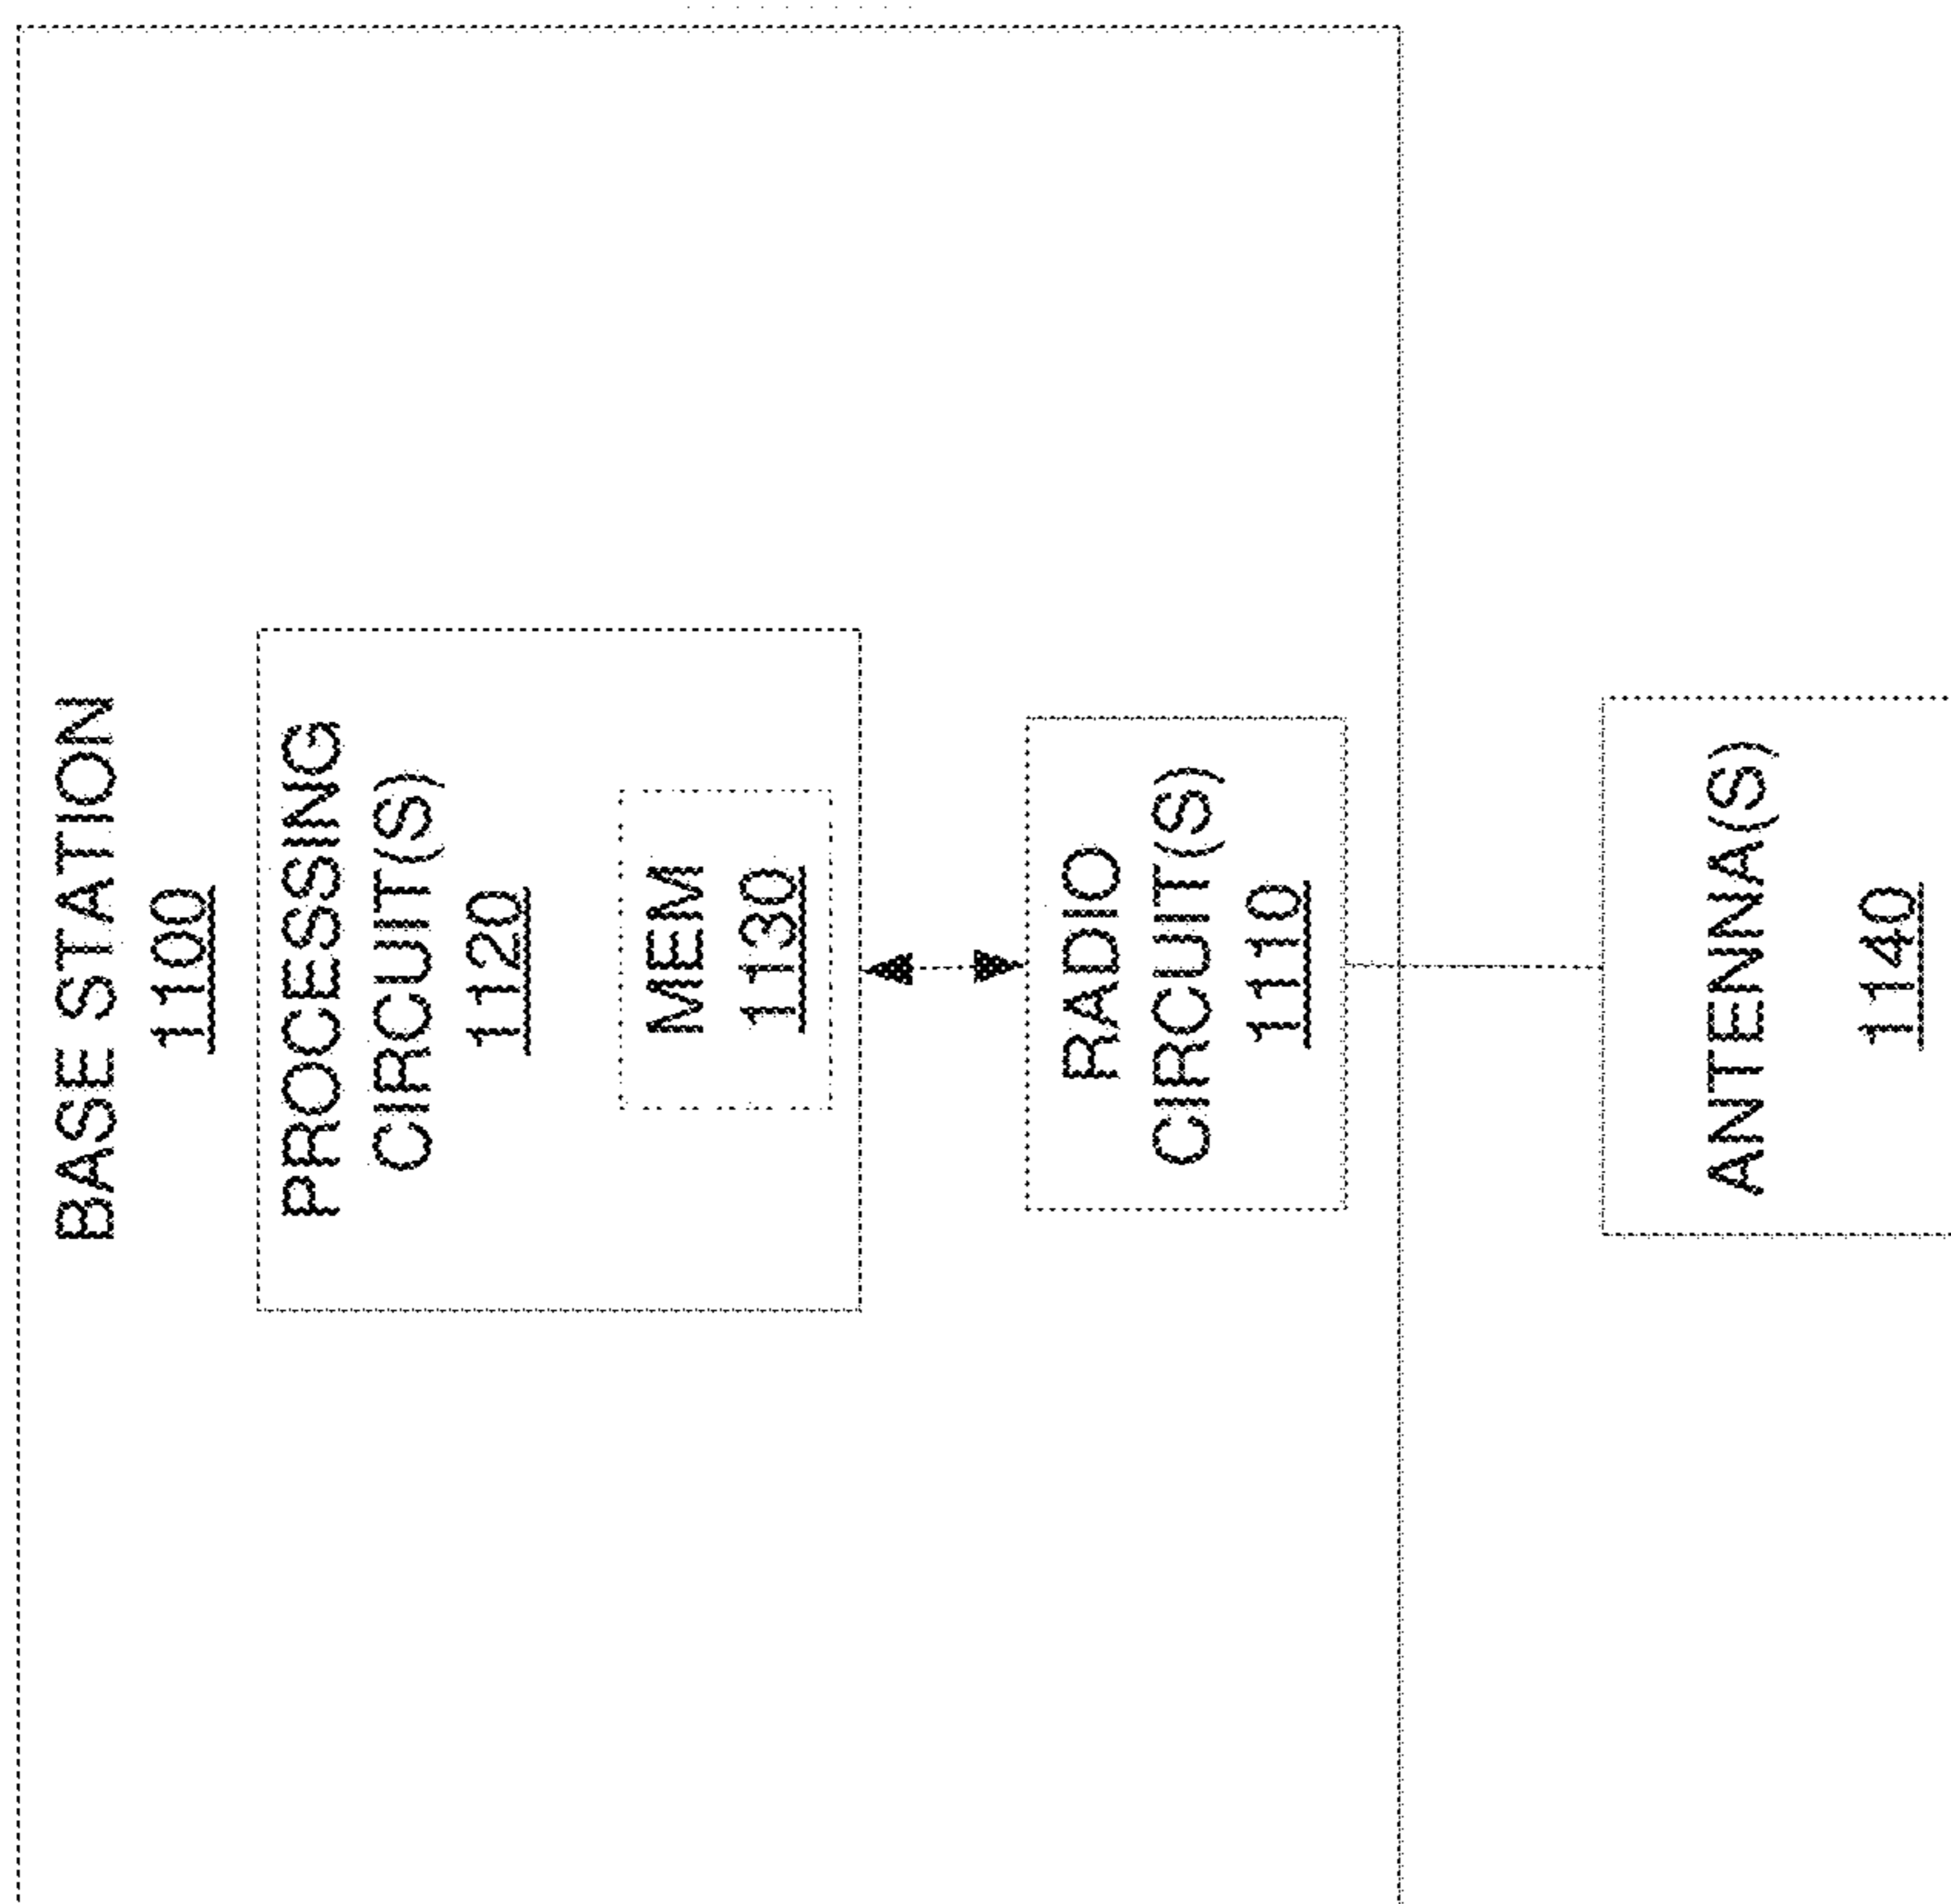 BASE STATION
1100
PROCESSING
CIRCUIT(S)
1120
MEM
1130
RADIO
CIRCUIT(S)
1110
ANTENNA(S)
1140